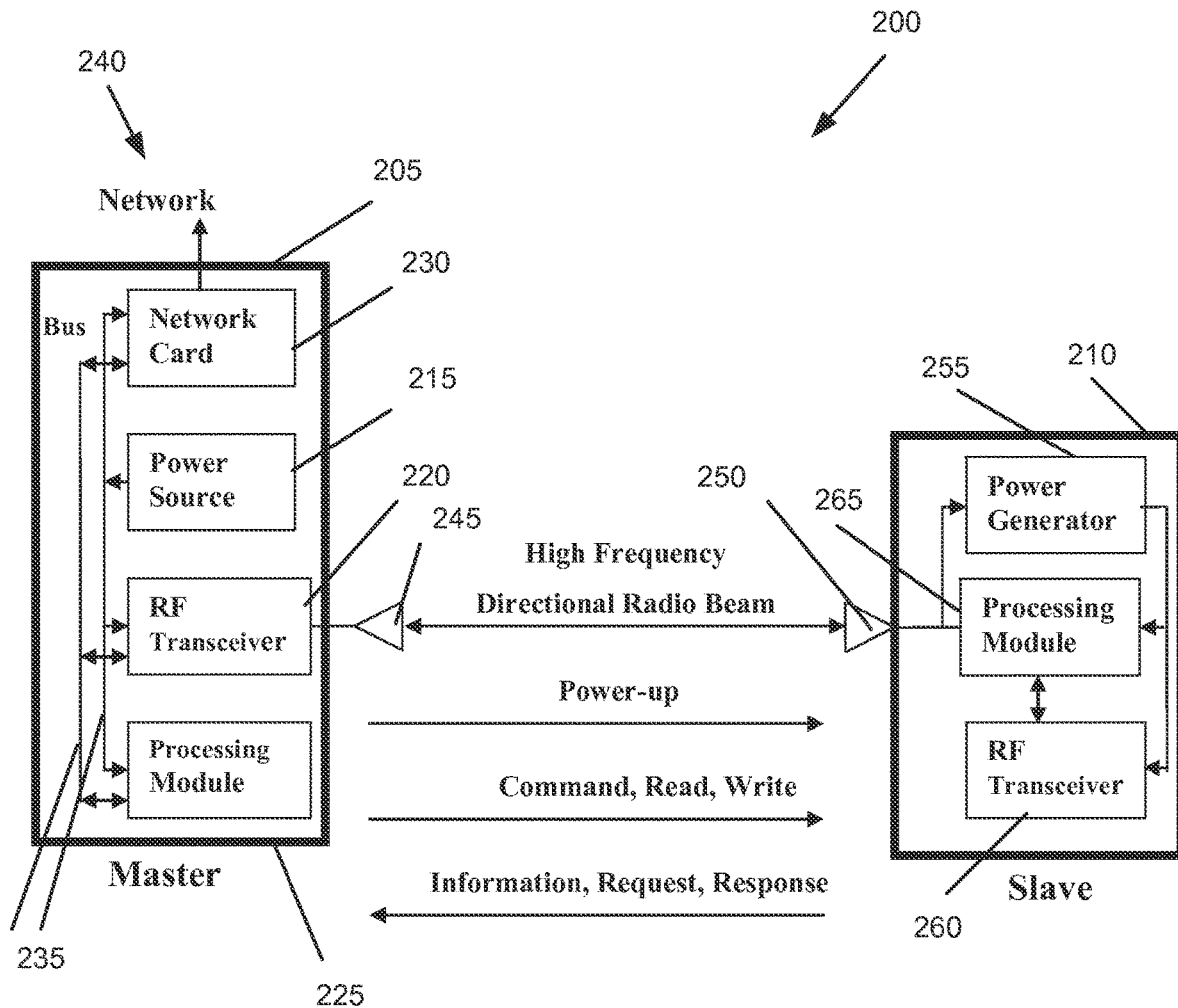 200
240
Network
205
230
Bus
Network
Card
215
Power
Source
220
245
RF
Transceiver
Processing
Module
Master
235
225
High Frequency
Directional Radio Beam
Power-up
Command, Read, Write
Information, Request, Response
250
265
255
210
Power
Generator
Processing
Module
RF
Transceiver
260
Slave